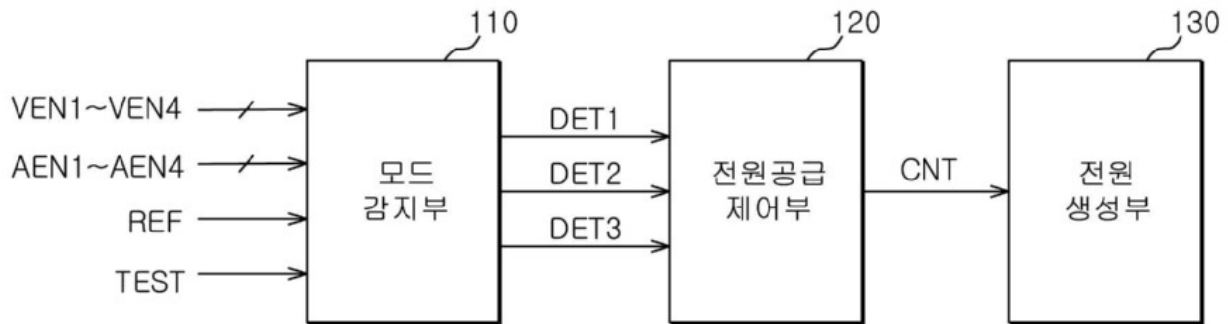 110
120
130
VEN1~VEN4
AEN1~AEN4
REF
TEST
모드
감지부
DET1
DET2
DET3
전원공급
제어부
CNT
전원
생성부